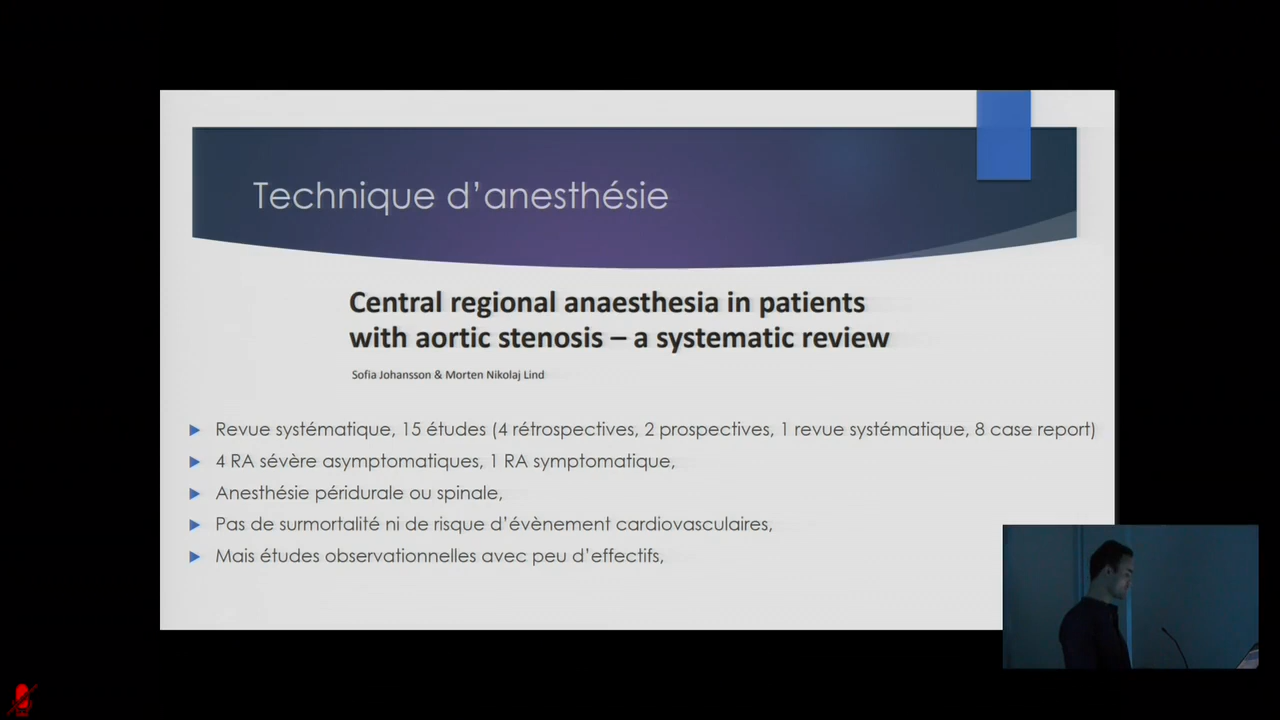 Technique d'anesthésie
Central regional anaesthesia in patients
with aortic stenosis – a systematic review
Sofia Johansson & Morten Nikolaj Lind
Revue systématique, 15 études (4 rétrospectives, 2 prospectives, 1 revue systématique, 8 case report)
4 RA sévère asymptomatiques, 1 RA symptomatique,
Anesthésie péridurale ou spinale,
Pas de surmortalité ni de risque d'évènement cardiovasculaires,
Mais études observationnelles avec peu d'effectifs,